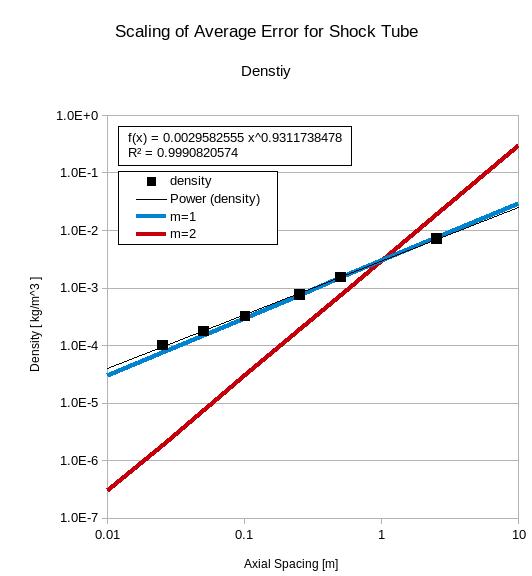 Scaling of Average Error for Shock Tube
Denstiy
f(x) = 0.0029582555 x^0.9311738478
R² = 0.9990820574
density
Power (density)
m=1
m=2
1.0E+0
1.0E-1
1.0E-2
1.0E-3
1.0E-4
1.0E-5
1.0E-6
1.0E-7
Density [ kg/m^3 ]
0.01 0.1 1 10
Axial Spacing [m]